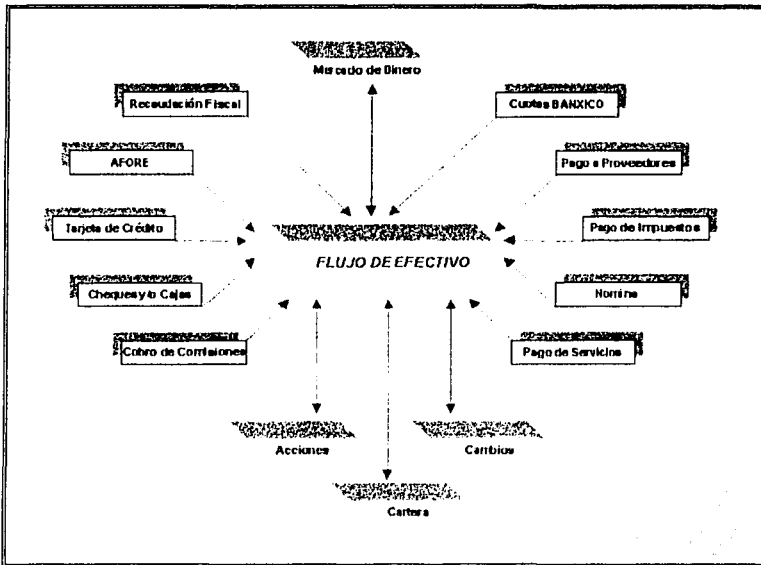 Mercado de Dinero
Recaudación Fiscal
Cuotas BANXICO
AFORE
Pago a Proveedores
Tarjeta de Crédito
Pago de Impuestos
FLUJO DE EFECTIVO
Cheques y/o Cajas
Nomina
Cobro de Comisiones
Pago de Servicios
Acciones
Cambios
Cartera